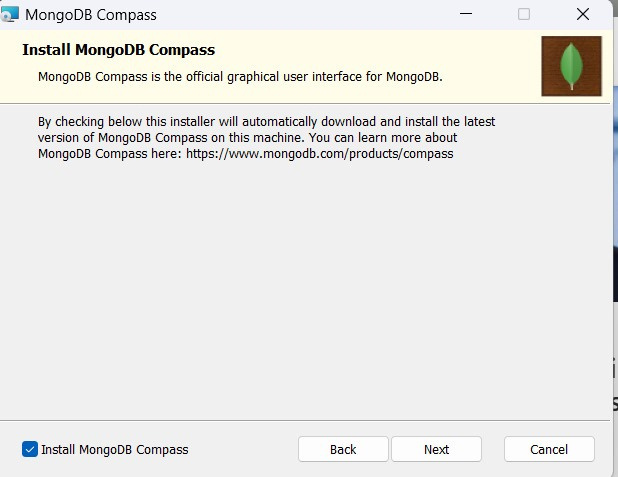 MongoDB Compass
Install MongoDB Compass
MongoDB Compass is the official graphical user interface for MongoDB.
By checking below this installer will automatically download and install the latest
version of MongoDB Compass on this machine. You can learn more about
MongoDB Compass here: https://www.mongodb.com/products/compass
Install MongoDB Compass
Back
Next
Cancel